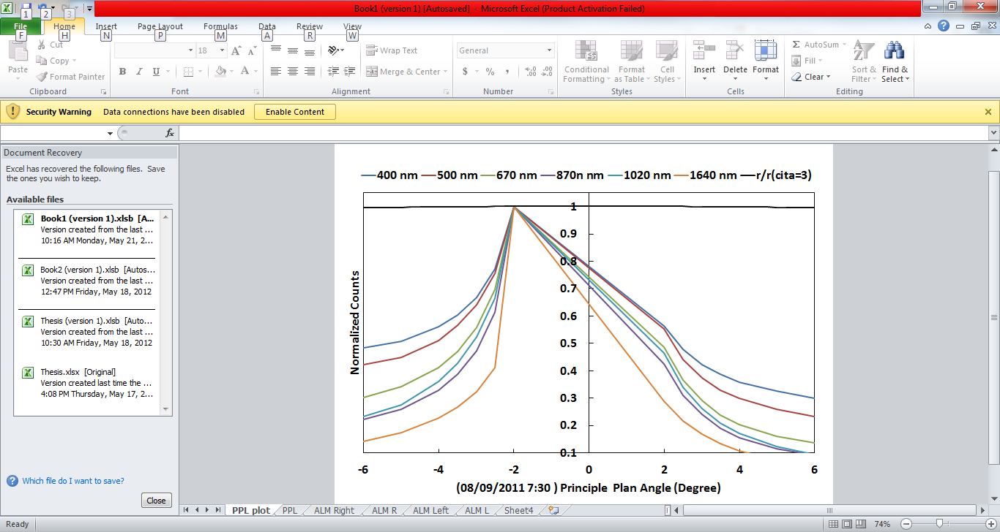 Book1 (version 1) [Autosaved] - Microsoft Excel (Product Activation Failed)
1 2 3
File Home Insert Page Layout Formulas Data Review View
F H N P M A R W
Paste
Cut
Copy
Format Painter
Clipboard
18 A A
B I U A
Font
Wrap Text
Merge & Center
Alignment
General
$ % , .0 .00 .00 .0
Number
Conditional Formatting
Format as Table
Cell Styles
Styles
Insert Delete Format
Cells
Σ AutoSum
Fill
Clear
Sort & Filter
Find & Select
Editing
Security Warning Data connections have been disabled Enable Content
fx
Document Recovery
Excel has recovered the following files. Save
the ones you wish to keep.
Available files
Book1 (version 1).xlsb [A...
Version created from the last ...
10:16 AM Monday, May 21, 2...
Book2 (version 1).xlsb [Autos...
Version created from the last ...
12:47 PM Friday, May 18, 2012
Thesis (version 1).xlsb [Auto...
Version created from the last ...
10:30 AM Friday, May 18, 2012
Thesis.xlsx [Original]
Version created last time the ...
4:08 PM Thursday, May 17, 2...
Which file do I want to save?
Close
400 nm 500 nm 670 nm 870n nm 1020 nm 1640 nm r/r(cita=3)
Normalized Counts
1
0.9
0.8
0.7
0.6
0.5
0.4
0.3
0.2
0.1
-6 -4 -2 0 2 4 6
(08/09/2011 7:30 ) Principle Plan Angle (Degree)
PPL plot PPL ALM Right ALM R ALM Left ALM L Sheet4
Ready 74%